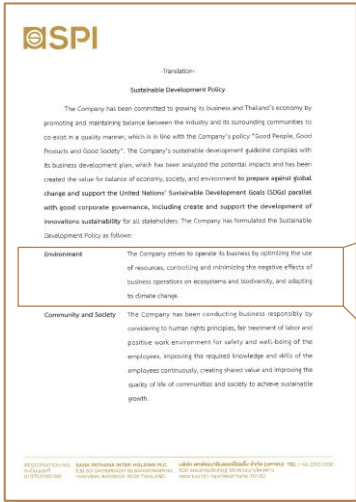 SPI
-Translation-
Sustainable Development Policy
The Company has been committed to growing its business and Thailand's economy by
promoting and maintaining balance between the industry and its surrounding communities to
co-exist in a quality manner, which is in line with the Company's policy "Good People, Good
Products and Good Society". The Company's sustainable development guideline complies with
its business development plan, which has been analyzed the potential impacts and has been
created the value for balance of economy, society, and environment to prepare against global
change and support the United Nations' Sustainable Development Goals (SDGs) parallel
with good corporate governance, including create and support the development of
innovations sustainability for all stakeholders. The Company has formulated the Sustainable
Development Policy as follows:
Environment The Company strives to operate its business by optimizing the use
of resources, controlling and minimizing the negative effects of
business operations on ecosystems and biodiversity, and adapting
to climate change.
Community and Society The Company has been conducting business responsibly by
considering to human rights principles, fair treatment of labor and
positive work environment for safety and well-being of the
employees, improving the required knowledge and skills of the
employees continuously, creating shared value and improving the
quality of life of communities and society to achieve sustainable
growth.
REGISTRATION NO. SAHA PATHANA INTER-HOLDING PLC.